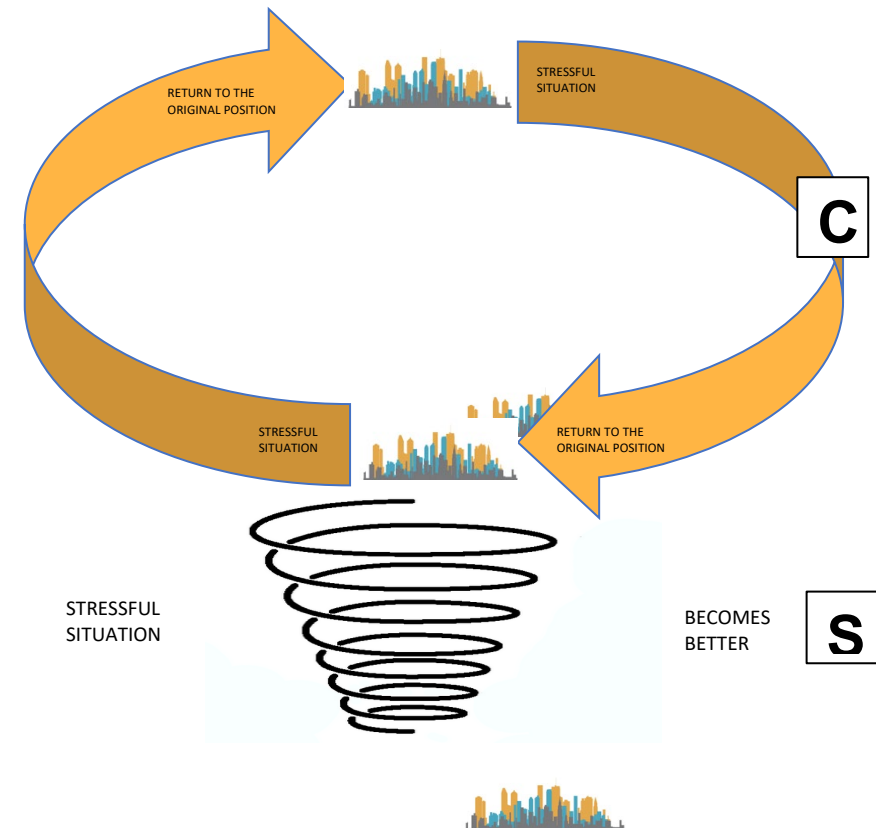 RETURN TO THE
ORIGINAL POSITION
STRESSFUL
SITUATION
C
STRESSFUL
SITUATION
RETURN TO THE
ORIGINAL POSITION
STRESSFUL
SITUATION
BECOMES
BETTER
S